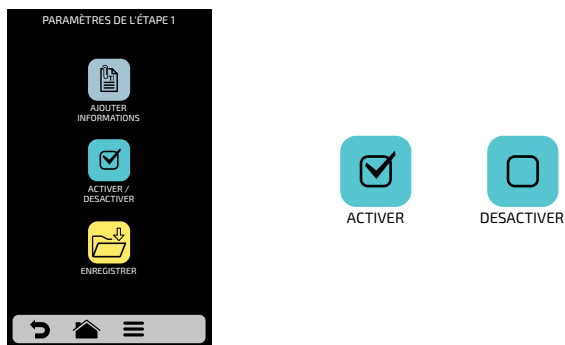 PARAMÈTRES DE L'ÉTAPE 1
AJOUTER
INFORMATIONS
ACTIVER /
DESACTIVER
ENREGISTRER
ACTIVER
DESACTIVER